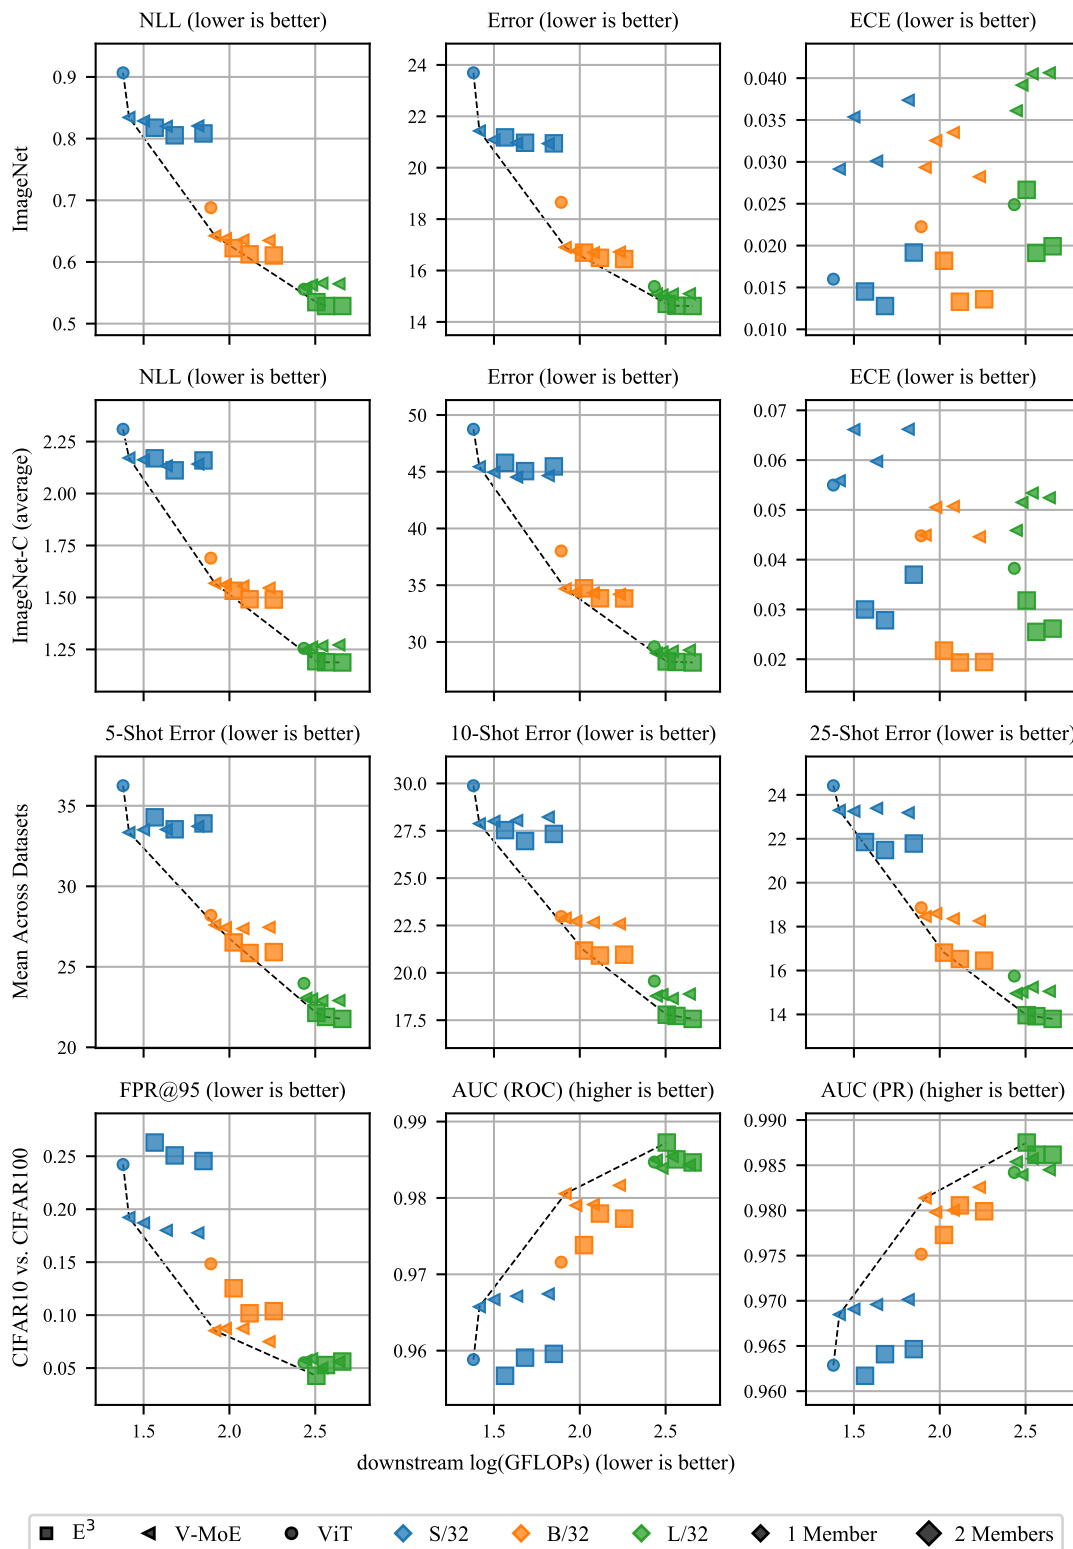 NLL (lower is better) Error (lower is better) ECE (lower is better)
ImageNet
0.9 0.8 0.7 0.6 0.5
24 22 20 18 16 14
0.040 0.035 0.030 0.025 0.020 0.015 0.010
NLL (lower is better) Error (lower is better) ECE (lower is better)
ImageNet-C (average)
2.25 2.00 1.75 1.50 1.25
50 45 40 35 30
0.07 0.06 0.05 0.04 0.03 0.02
5-Shot Error (lower is better) 10-Shot Error (lower is better) 25-Shot Error (lower is better)
Mean Across Datasets
35 30 25 20
30.0 27.5 25.0 22.5 20.0 17.5
24 22 20 18 16 14
FPR@95 (lower is better) AUC (ROC) (higher is better) AUC (PR) (higher is better)
CIFAR10 vs. CIFAR100
0.25 0.20 0.15 0.10 0.05
0.99 0.98 0.97 0.96
0.990 0.985 0.980 0.975 0.970 0.965 0.960
1.5 2.0 2.5 1.5 2.0 2.5 1.5 2.0 2.5
downstream log(GFLOPs) (lower is better)
E³ V-MoE ViT S/32 B/32 L/32 1 Member 2 Members